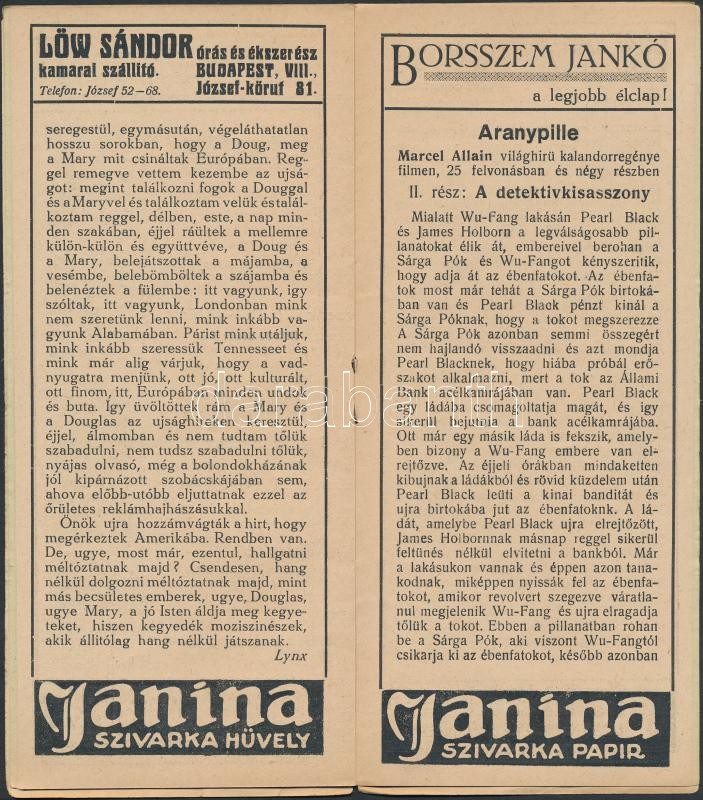 LÖW SÁNDOR órás és ékszerész
kamarai szállitó. BUDAPEST, VIII.,
Telefon: József 52—68. József-körut 81.
seregestül, egymásután, végeláthatatlan
hosszu sorokban, hogy a Doug, meg
a Mary mit csináltak Európában. Reg-
gel remegve vettem kezembe az ujsá-
got: megint találkozni fogok a Douggal
és a Maryvel és találkoztam velük és talál-
koztam reggel, délben, este, a nap min-
den szakában, éjjel ráültek a mellemre
külön-külön és együttvéve, a Doug és
a Mary, belejátszottak a májamba, a
vesémbe, belebömböltek a szájamba és
belenéztek a fülembe: itt vagyunk, igy
szóltak, itt vagyunk, Londonban mink
nem szeretünk lenni, mink inkább va-
gyunk Alabamában. Párist mink utáljuk,
mink inkább szeressük Tennesseet és
mink már alig várjuk, hogy a vad-
nyugatra menjünk, ott jó, ott kulturált,
ott finom, itt, Európában minden undok
és buta. Igy üvöltöttek rám a Mary és
a Douglas az ujsághireken keresztül,
éjjel, álmomban és nem tudtam tőlük
szabadulni, nem tudsz szabadulni tőlük,
nyájas olvasó, még a bolondokházának
jól kipárnázott szobácskájában sem,
ahova előbb-utóbb eljuttatnak ezzel az
őrületes reklámhajhászásukkal.
Önök ujra hozzámvágták a hirt, hogy
megérkeztek Amerikába. Rendben van.
De, ugye, most már, ezentul, hallgatni
méltóztatnak majd? Csendesen, hang
nélkül dolgozni méltóztatnak majd, mint
más becsületes emberek, ugye, Douglas,
ugye Mary, a jó Isten áldja meg kegye-
teket, hiszen kegyedék moziszinészek,
akik állitólag hang nélkül játszanak.
Lynx
Janina
SZIVARKA HÜVELY
BORSSZEM JANKÓ
a legjobb élclap!
Aranypille
Marcel Allain világhirü kalandorregénye
filmen, 25 felvonásban és négy részben
II. rész: A detektivkisasszony
Mialatt Wu-Fang lakásán Pearl Black
és James Holborn a legválságosabb pil-
lanatokat élik át, embereivel berohan a
Sárga Pók és Wu-Fangot kényszeritik,
hogy adja át az ébenfatokot. Az ébenfa-
tok most már tehát a Sárga Pók birtoká-
ban van és Pearl Black pénzt kinál a
Sárga Póknak, hogy a tokot megszerezze
A Sárga Pók azonban semmi összegért
nem hajlandó visszaadni és azt mondja
Pearl Blacknek, hogy hiába próbál erő-
szakot alkalmazni, mert a tok az Állami
Bank acélkamrájában van. Pearl Black
egy ládába csomagoltatja magát, és igy
sikerül bejutnia a bank acélkamrájába.
Ott már egy másik láda is fekszik, amely-
ben bizony a Wu-Fang embere van el-
rejtőzve. Az éjjeli órákban mindaketten
kibujnak a ládákból és rövid küzdelem után
Pearl Black leüti a kinai banditát és
ujra birtokába jut az ébenfatoknk. A lá-
dát, amelybe Pearl Black ujra elrejtőzött,
James Holbornnak másnap reggel sikerül
feltünés nélkül elvitetni a bankból. Már
a lakásukon vannak és éppen azon tana-
kodnak, miképpen nyissák fel az ébenfa-
tokot, amikor revolvert szegezve váratla-
nul megjelenik Wu-Fang és ujra elragadja
tőlük a tokot. Ebben a pillanatban rohan
be a Sárga Pók, aki viszont Wu-Fangtól
csikarja ki az ébenfatokot, később azonban
Janina
SZIVARKA PAPIR
darabanth